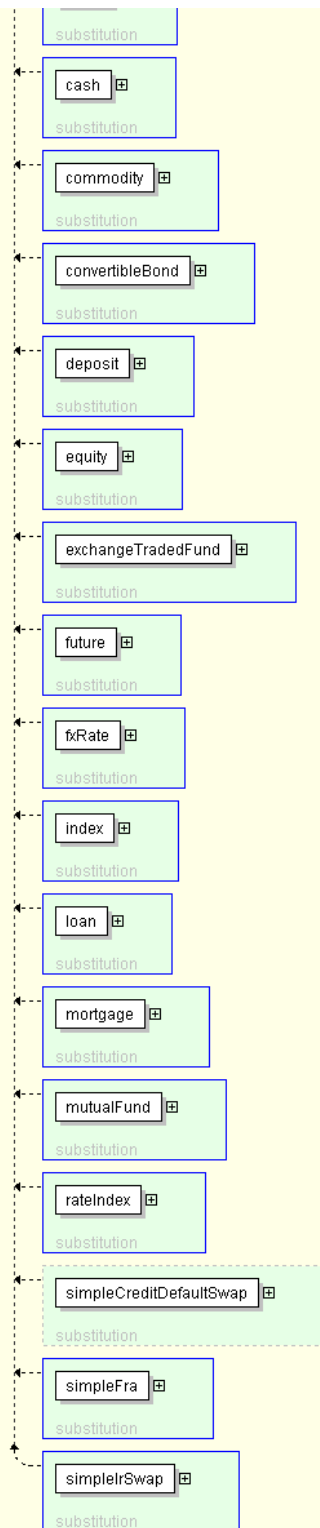 substitution
cash
substitution
commodity
substitution
convertibleBond
substitution
deposit
substitution
equity
substitution
exchangeTradedFund
substitution
future
substitution
fxRate
substitution
index
substitution
loan
substitution
mortgage
substitution
mutualFund
substitution
rateIndex
substitution
simpleCreditDefaultSwap
substitution
simpleFra
substitution
simpleIrSwap
substitution